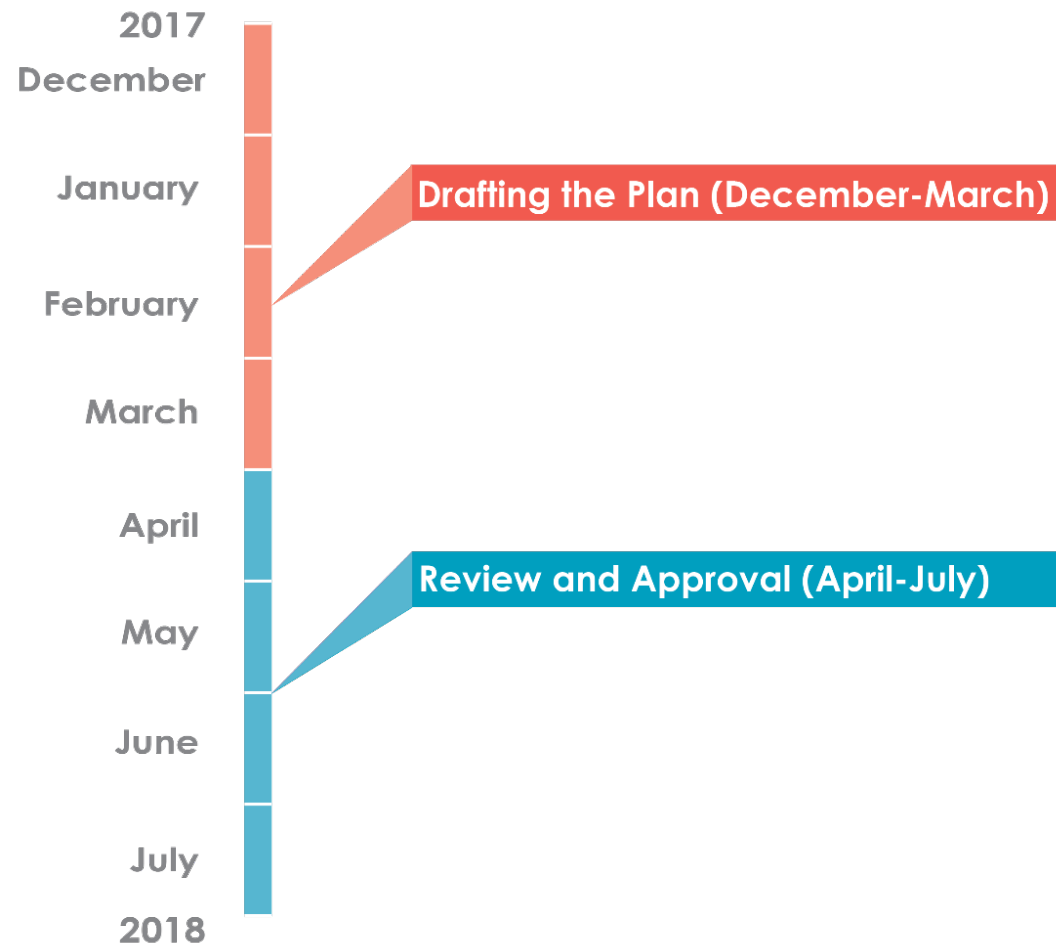 2017
December
January
Drafting the Plan (December-March)
February
March
April
Review and Approval (April-July)
May
June
July
2018